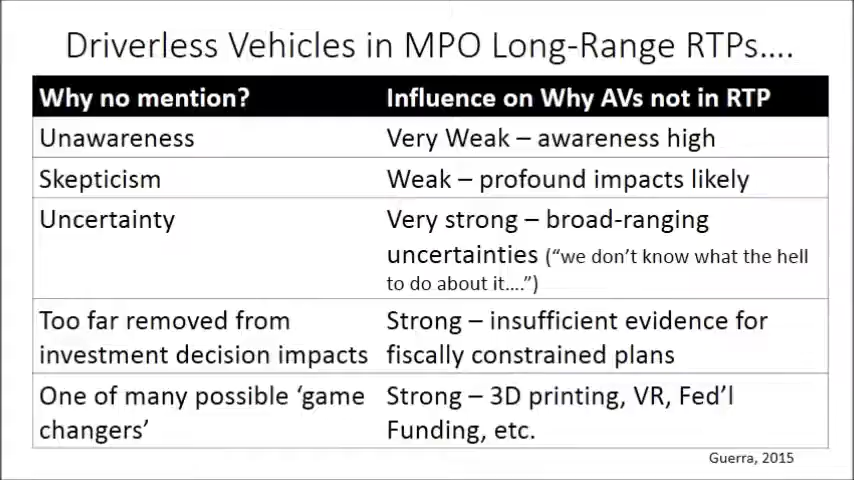 Driverless Vehicles in MPO Long-Range RTPs....
Why no mention? Influence on Why AVs not in RTP
Unawareness Very Weak – awareness high
Skepticism Weak – profound impacts likely
Uncertainty Very strong – broad-ranging
uncertainties (“we don’t know what the hell
to do about it....”)
Too far removed from Strong – insufficient evidence for
investment decision impacts fiscally constrained plans
One of many possible ‘game Strong – 3D printing, VR, Fed’l
changers’ Funding, etc.
Guerra, 2015